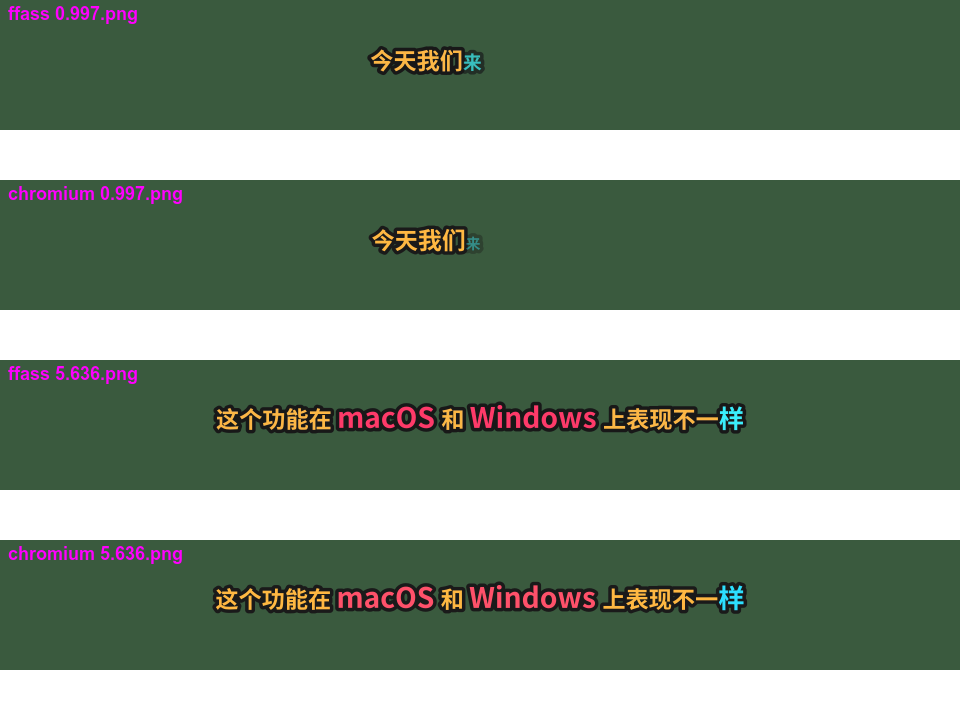 ffass 0.997.png
今天我们来
chromium 0.997.png
今天我们来
ffass 5.636.png
这个功能在 macOS 和 Windows 上表现不一样
chromium 5.636.png
这个功能在 macOS 和 Windows 上表现不一样